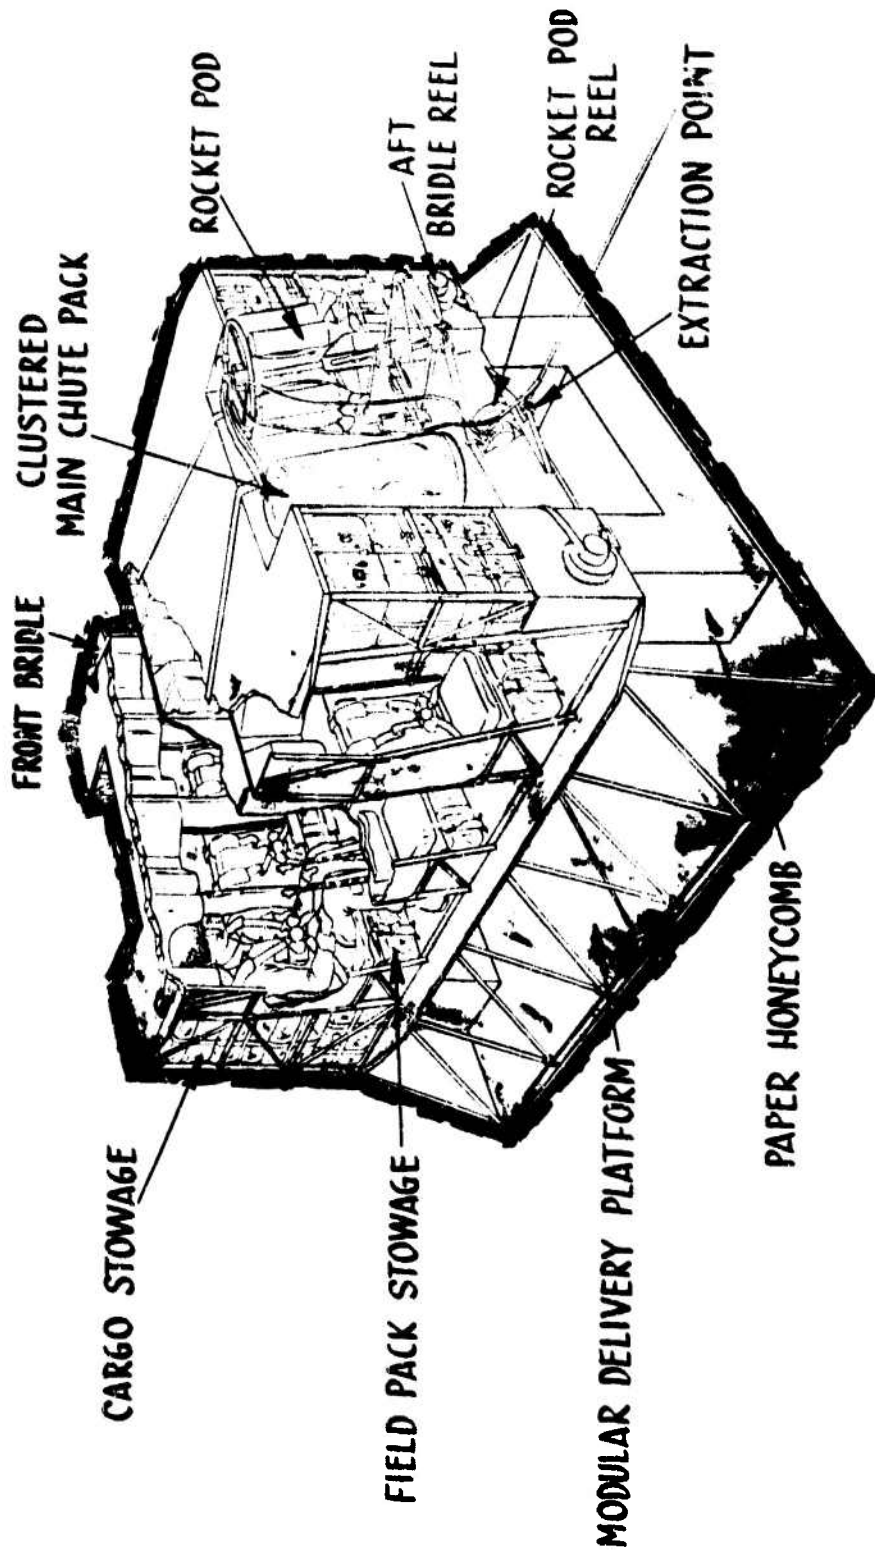 FRONT BRIDLE
CLUSTERED
MAIN CHUTE PACK
ROCKET POD
AFT
BRIDLE REEL
ROCKET POD
REEL
EXTRACTION POINT
CARGO STOWAGE
FIELD PACK STOWAGE
MODULAR DELIVERY PLATFORM
PAPER HONEYCOMB